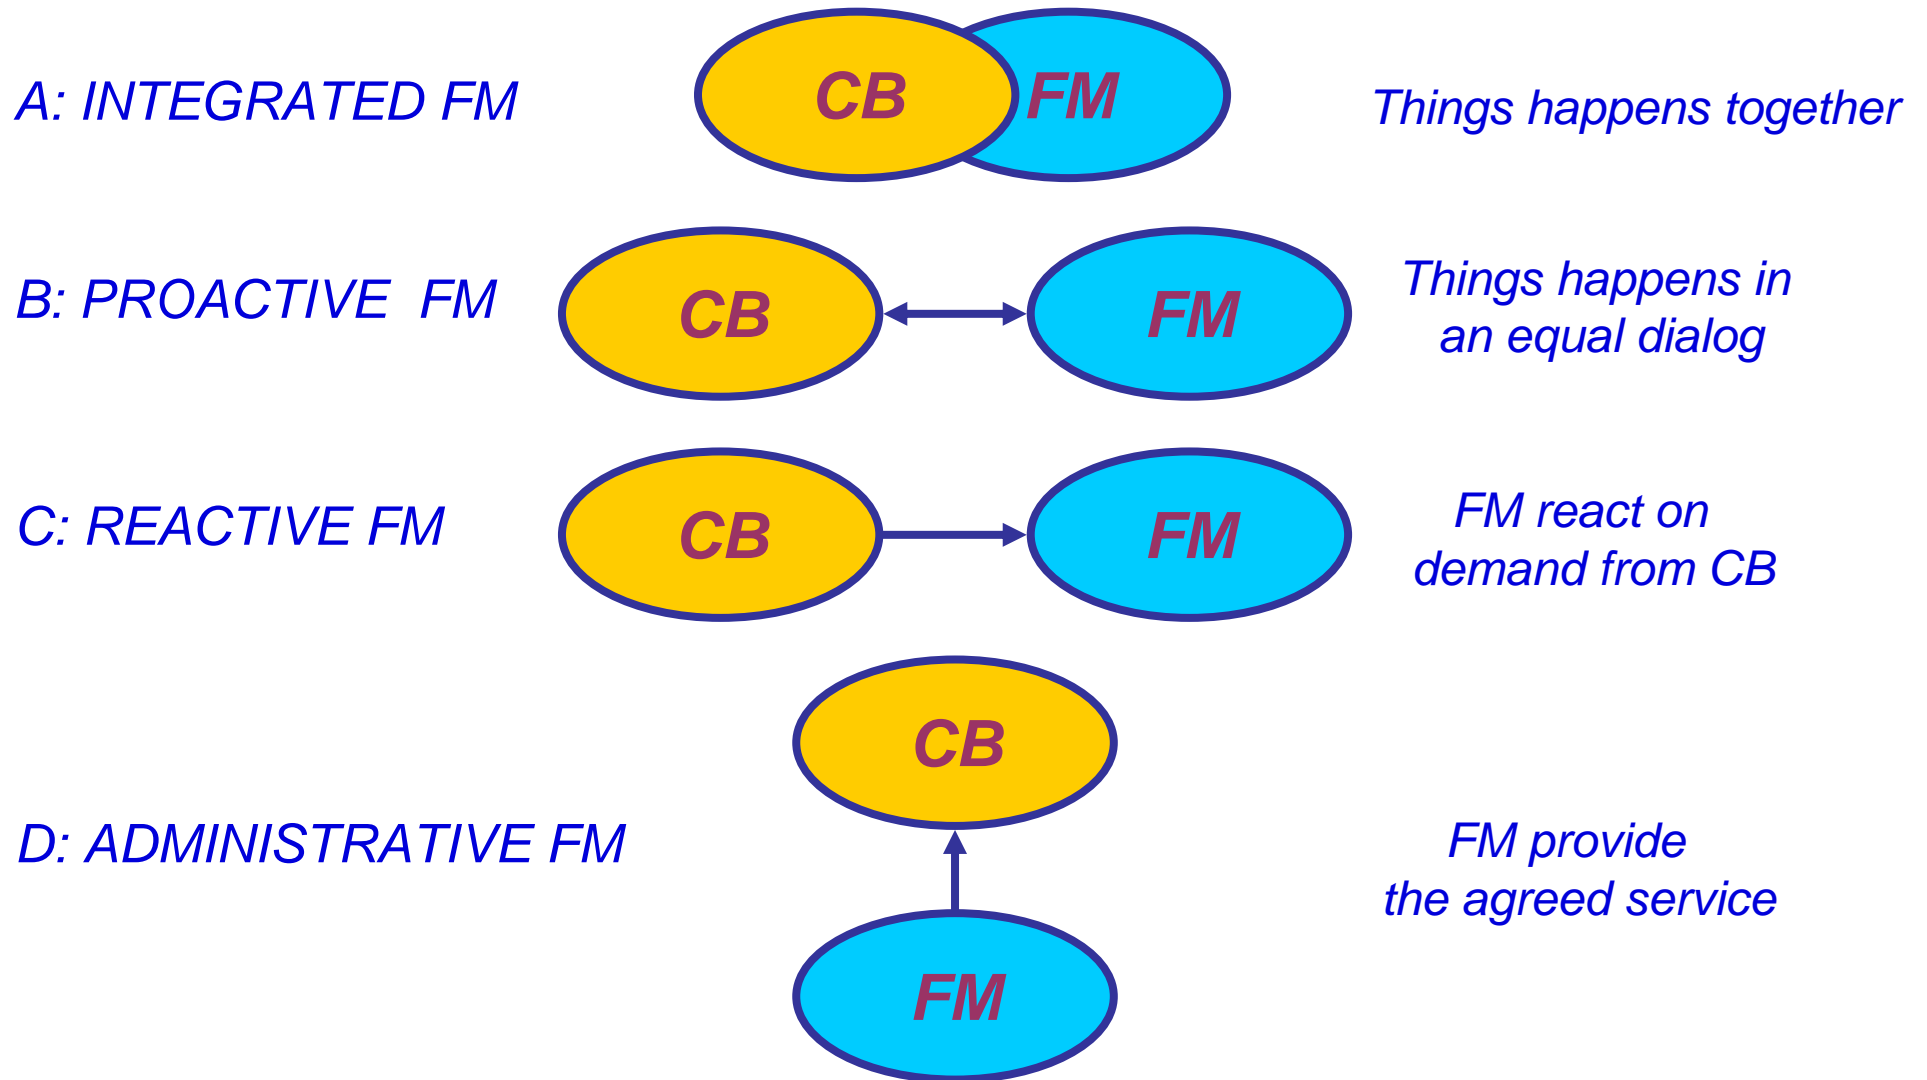 A: INTEGRATED FM
CB
FM
Things happens together
B: PROACTIVE  FM
CB
FM
Things happens in
an equal dialog
C: REACTIVE FM
CB
FM
FM react on
demand from CB
CB
D: ADMINISTRATIVE FM
FM provide
the agreed service
FM